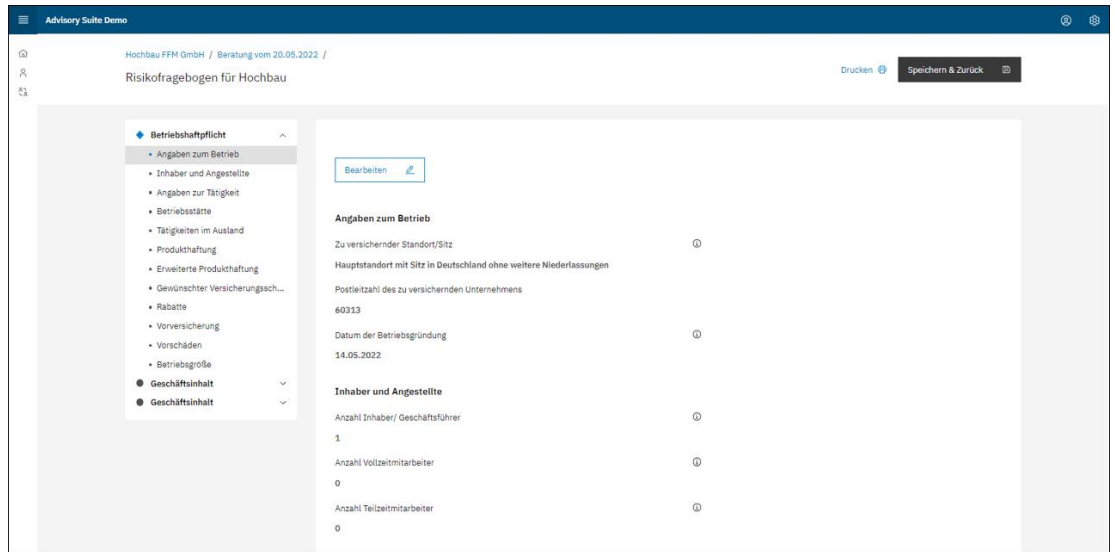 Advisory Suite Demo
Hochbau FFM GmbH / Beratung vom 20.05.2022 /
Risikofragebogen für Hochbau
Drucken
Speichern & Zurück
Betriebshaftpflicht
Angaben zum Betrieb
Inhaber und Angestellte
Angaben zur Tätigkeit
Betriebsstätte
Tätigkeiten im Ausland
Produkthaftung
Erweiterte Produkthaftung
Gewünschter Versicherungssch...
Rabatte
Vorversicherung
Vorschäden
Betriebsgröße
Geschäftsinhalt
Geschäftsinhalt
Bearbeiten
Angaben zum Betrieb
Zu versichernder Standort/Sitz
Hauptstandort mit Sitz in Deutschland ohne weitere Niederlassungen
Postleitzahl des zu versichernden Unternehmens
60313
Datum der Betriebsgründung
14.05.2022
Inhaber und Angestellte
Anzahl Inhaber/ Geschäftsführer
1
Anzahl Vollzeitmitarbeiter
0
Anzahl Teilzeitmitarbeiter
0